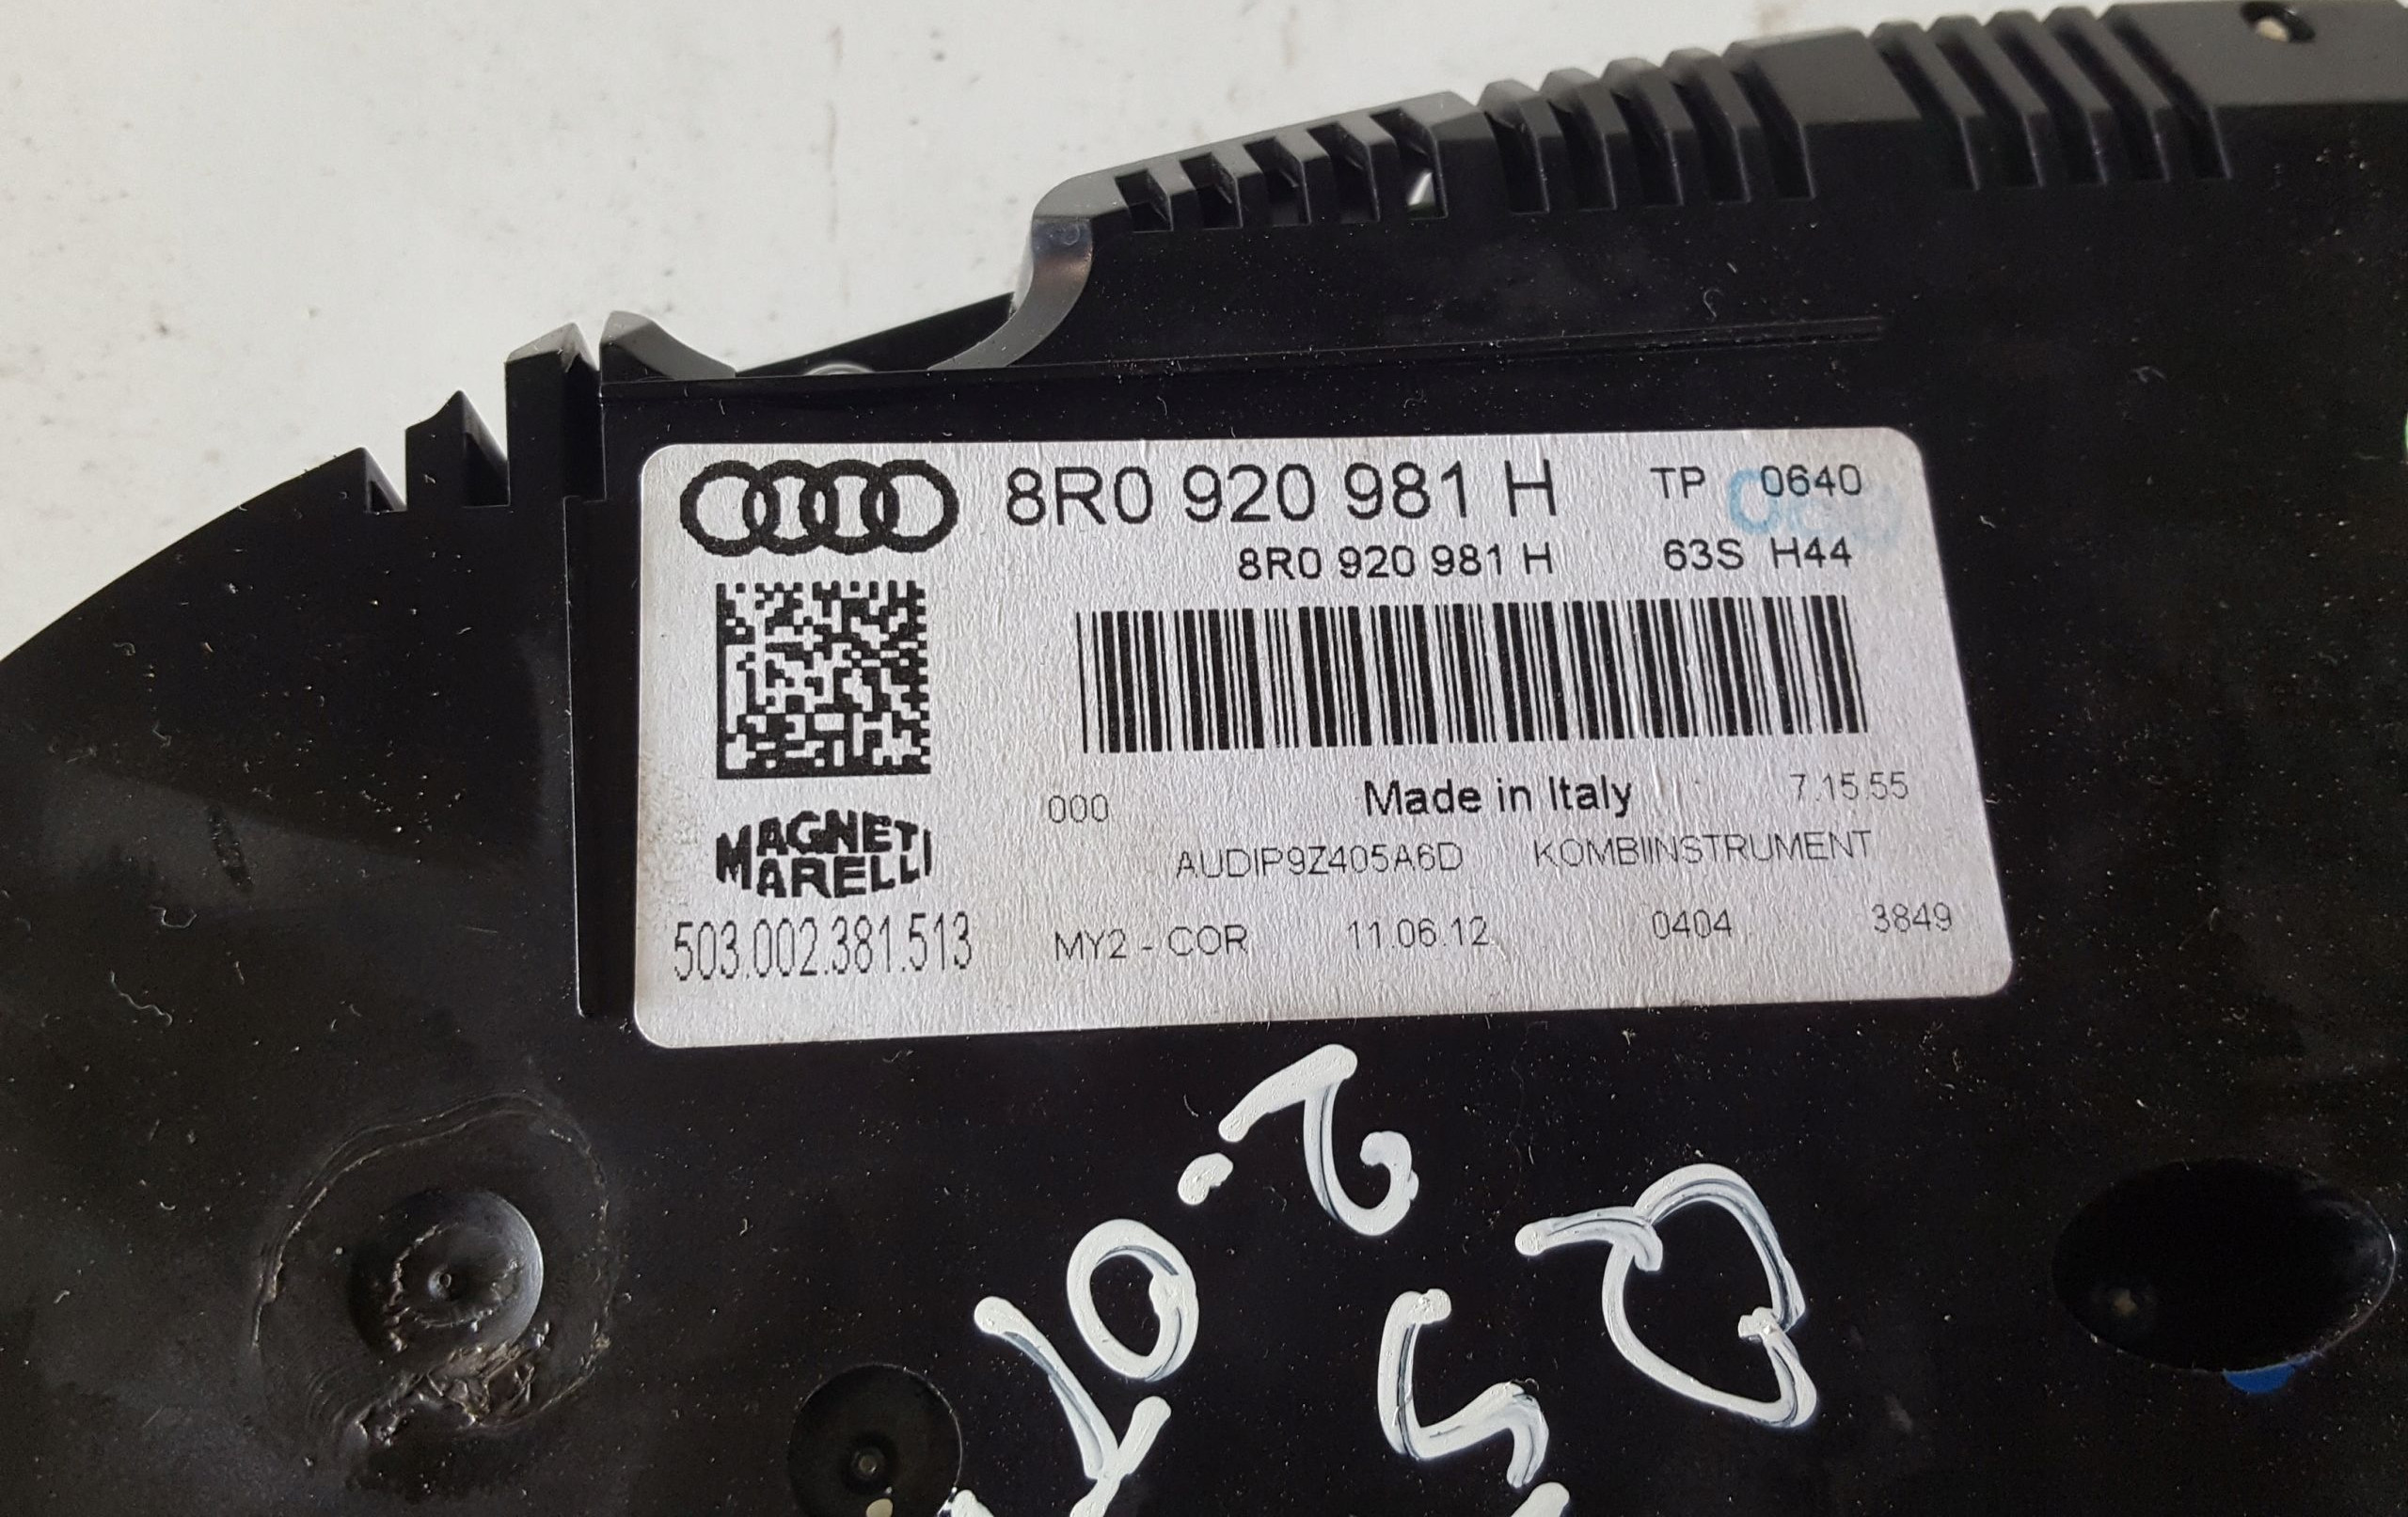 8R0 920 981 H TP 0640
8R0 920 981 H 63S H44
000 Made in Italy 7.15.55
MAGNETI
MARELLI
AUDIP9Z405A6D KOMBIINSTRUMENT
503.002.381.513 MY2 - COR 11.06.12 0404 3849